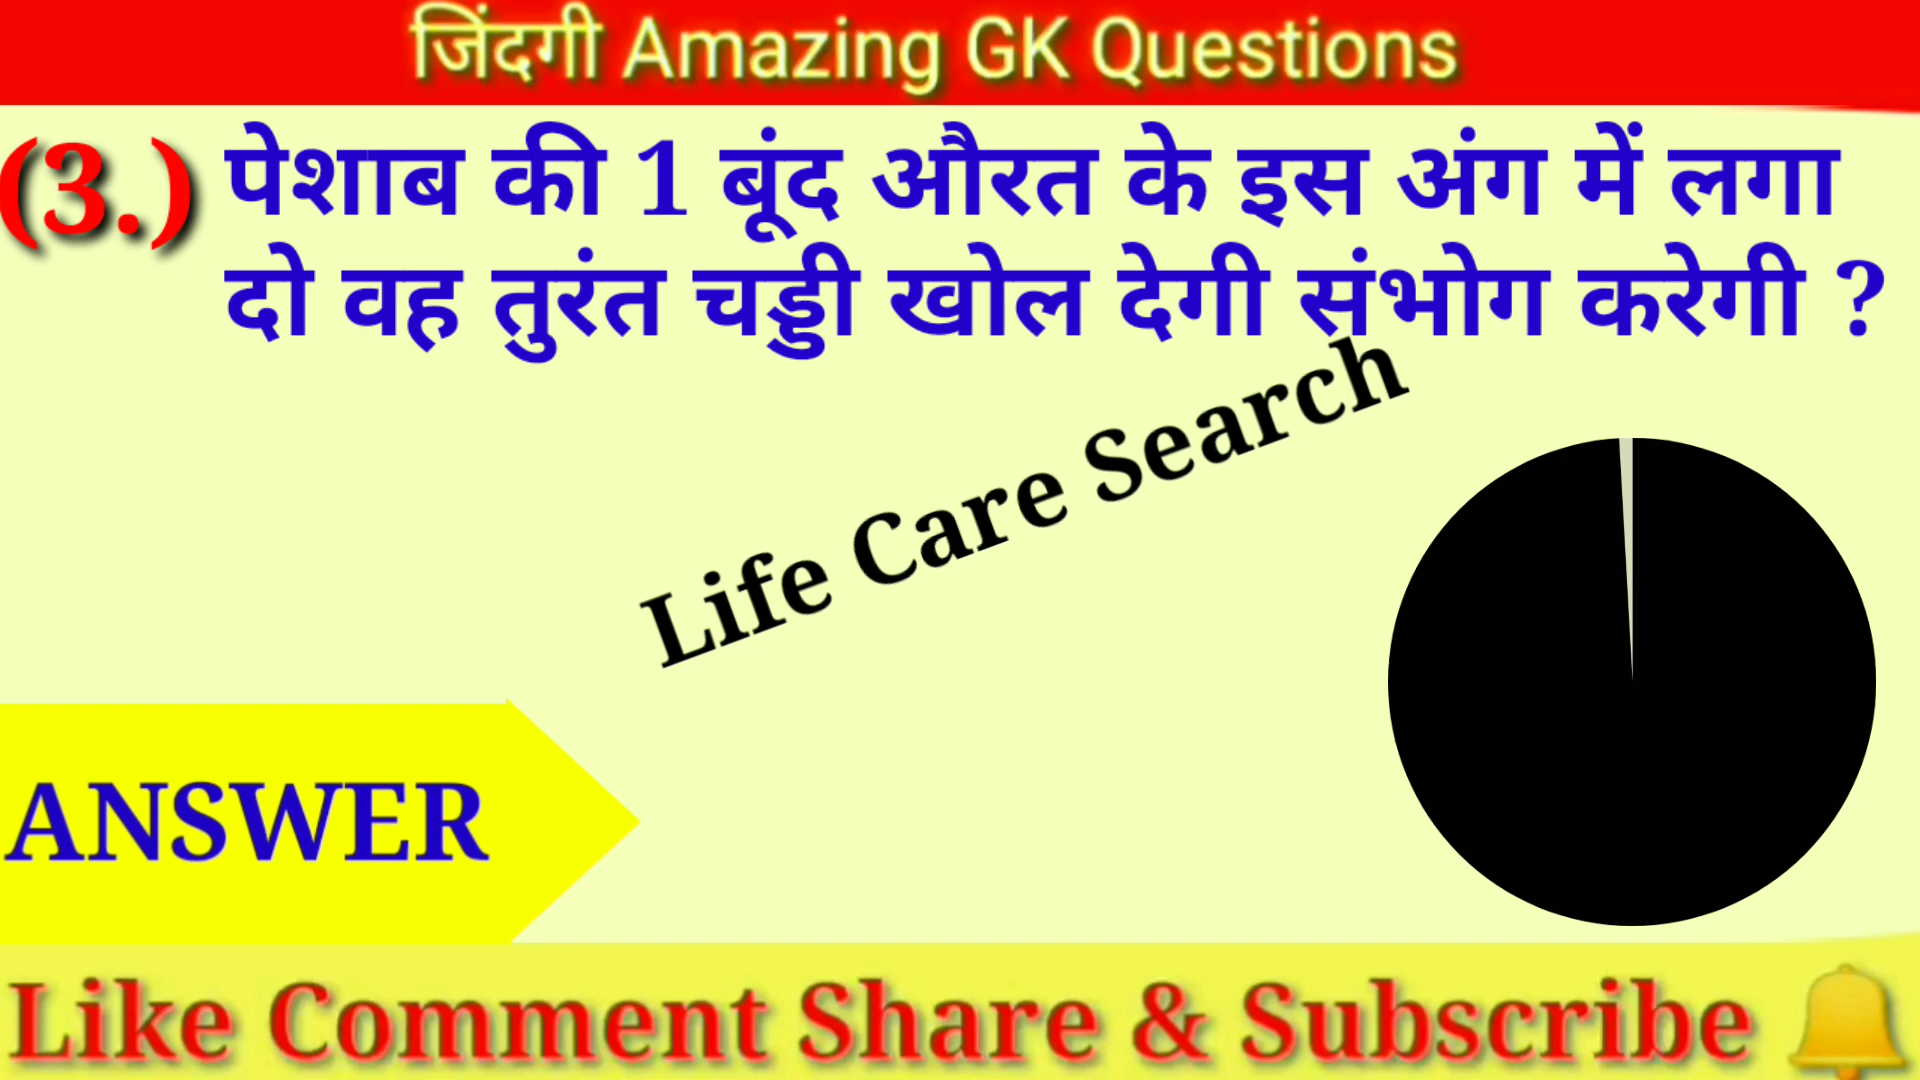 जिंदगी Amazing GK Questions
(3.) पेशाब की 1 बूंद औरत के इस अंग में लगा
दो वह तुरंत चड्डी खोल देगी संभोग करेगी ?
Life Care Search
ANSWER
Like Comment Share & Subscribe